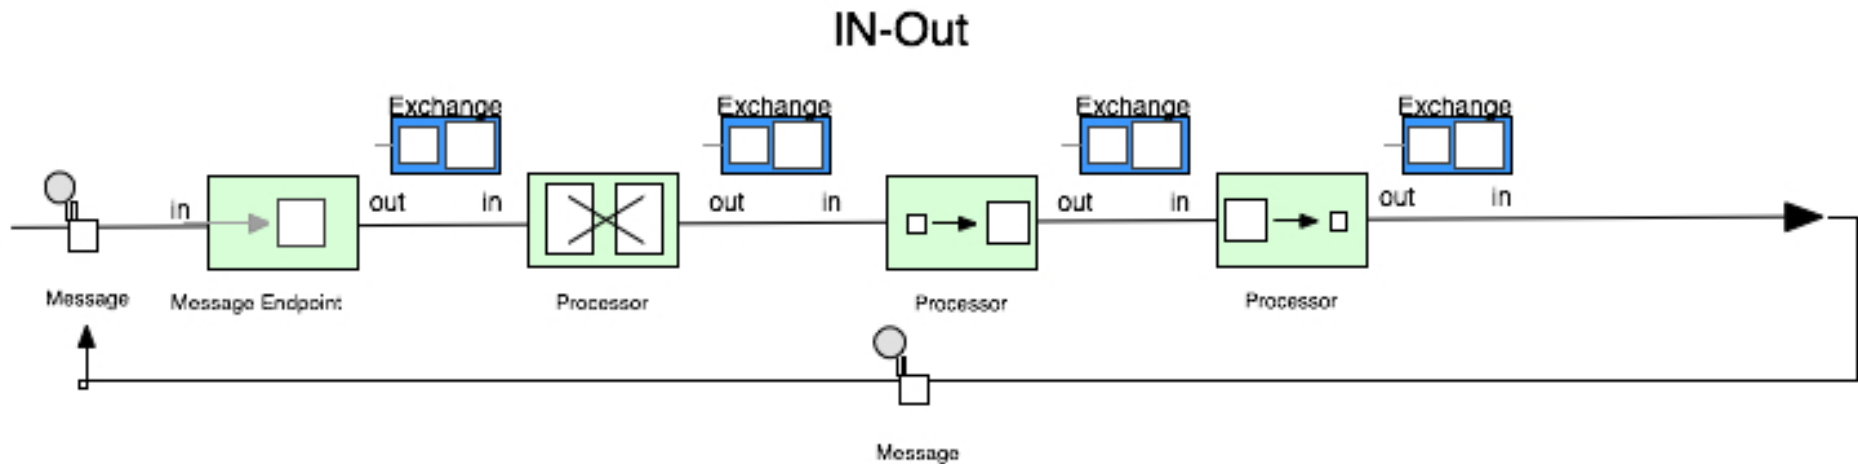 IN-Out
Exchange Exchange Exchange Exchange
in out in out in out in out in
Message Message Endpoint Processor Processor Processor
Message